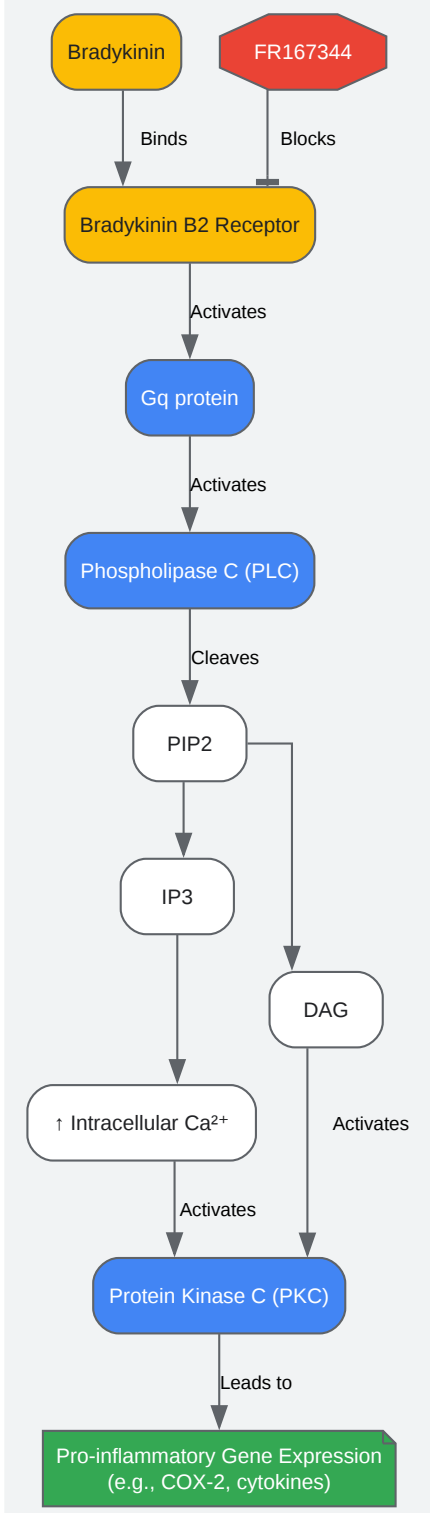 Bradykinin
FR167344
Binds
Blocks
Bradykinin B2 Receptor
Activates
Gq protein
Activates
Phospholipase C (PLC)
Cleaves
PIP2
IP3
DAG
↑ Intracellular Ca²⁺
Activates
Activates
Protein Kinase C (PKC)
Leads to
Pro-inflammatory Gene Expression
(e.g., COX-2, cytokines)